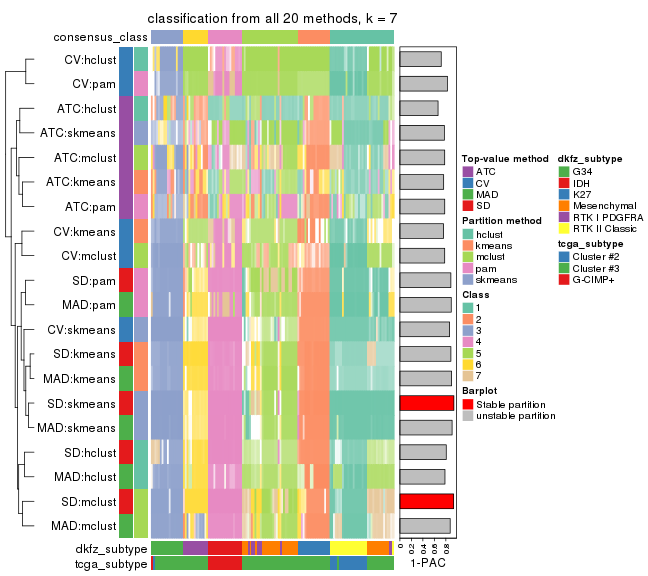 classification from all 20 methods, k = 7
consensus_class
CV:hclust
CV:pam
ATC:hclust
ATC:skmeans
ATC:mclust
ATC:kmeans
ATC:pam
CV:kmeans
CV:mclust
SD:pam
MAD:pam
CV:skmeans
SD:kmeans
MAD:kmeans
SD:skmeans
MAD:skmeans
SD:hclust
MAD:hclust
SD:mclust
MAD:mclust
dkfz_subtype
tcga_subtype
0
0.2
0.4
0.6
0.8
1-PAC
Top-value method
ATC
CV
MAD
SD
Partition method
hclust
kmeans
mclust
pam
skmeans
Class
1
2
3
4
5
6
7
Barplot
Stable partition
unstable partition
dkfz_subtype
G34
IDH
K27
Mesenchymal
RTK I PDGFRA
RTK II Classic
tcga_subtype
Cluster #2
Cluster #3
G-CIMP+